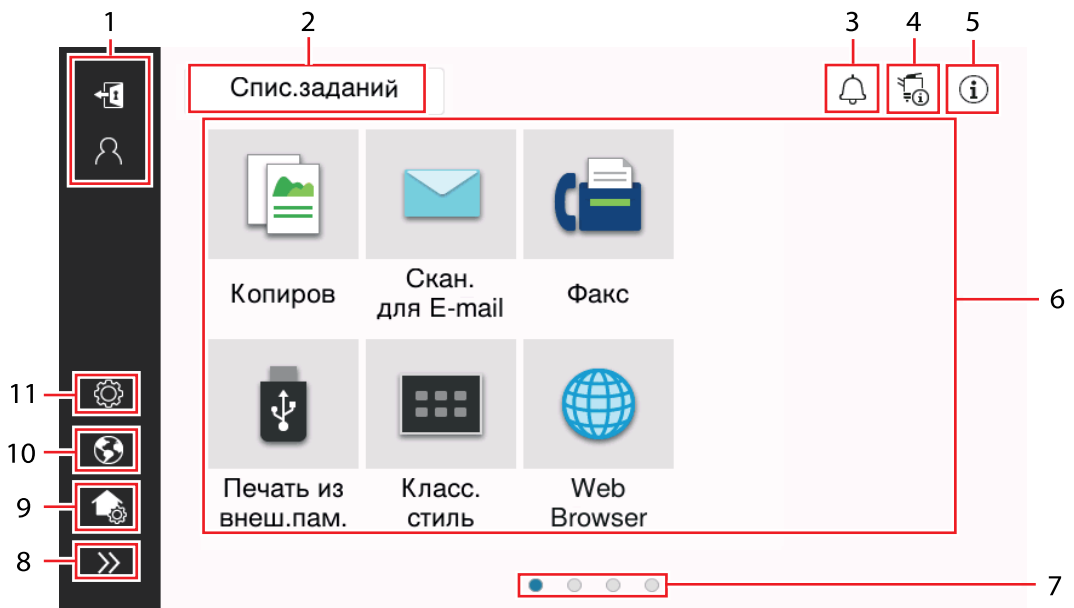 1
2
3
4
5
Спис.заданий
Копиров
Скан.
для E-mail
Факс
6
11
10
Печать из
внеш.пам.
Класс.
стиль
Web
Browser
9
8
7